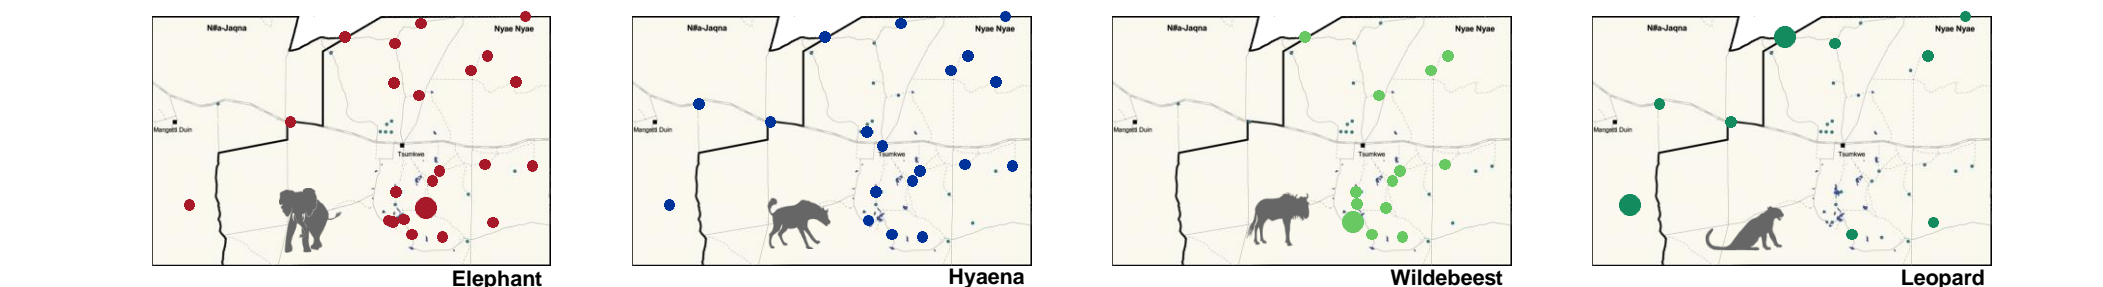 N#a-Jaqna
Nyae Nyae
Mangetti Duin
Tsumkwe
Elephant
N#a-Jaqna
Nyae Nyae
Mangetti Duin
Tsumkwe
Hyaena
N#a-Jaqna
Nyae Nyae
Mangetti Duin
Tsumkwe
Wildebeest
N#a-Jaqna
Nyae Nyae
Mangetti Duin
Tsumkwe
Leopard